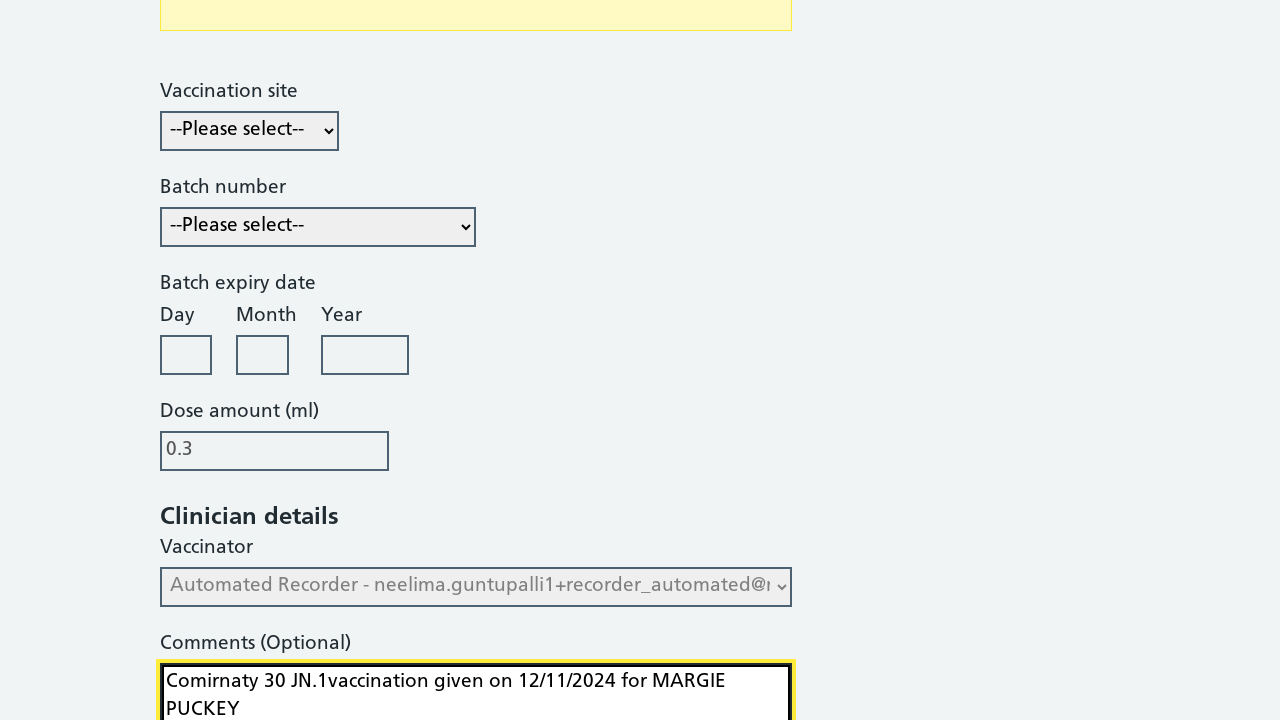 Vaccination site
--Please select--
Batch number
--Please select--
Batch expiry date
Day Month Year
Dose amount (ml)
0.3
Clinician details
Vaccinator
Automated Recorder - neelima.guntupalli1+recorder_automated@
Comments (Optional)
Comirnaty 30 JN.1vaccination given on 12/11/2024 for MARGIE
PUCKEY